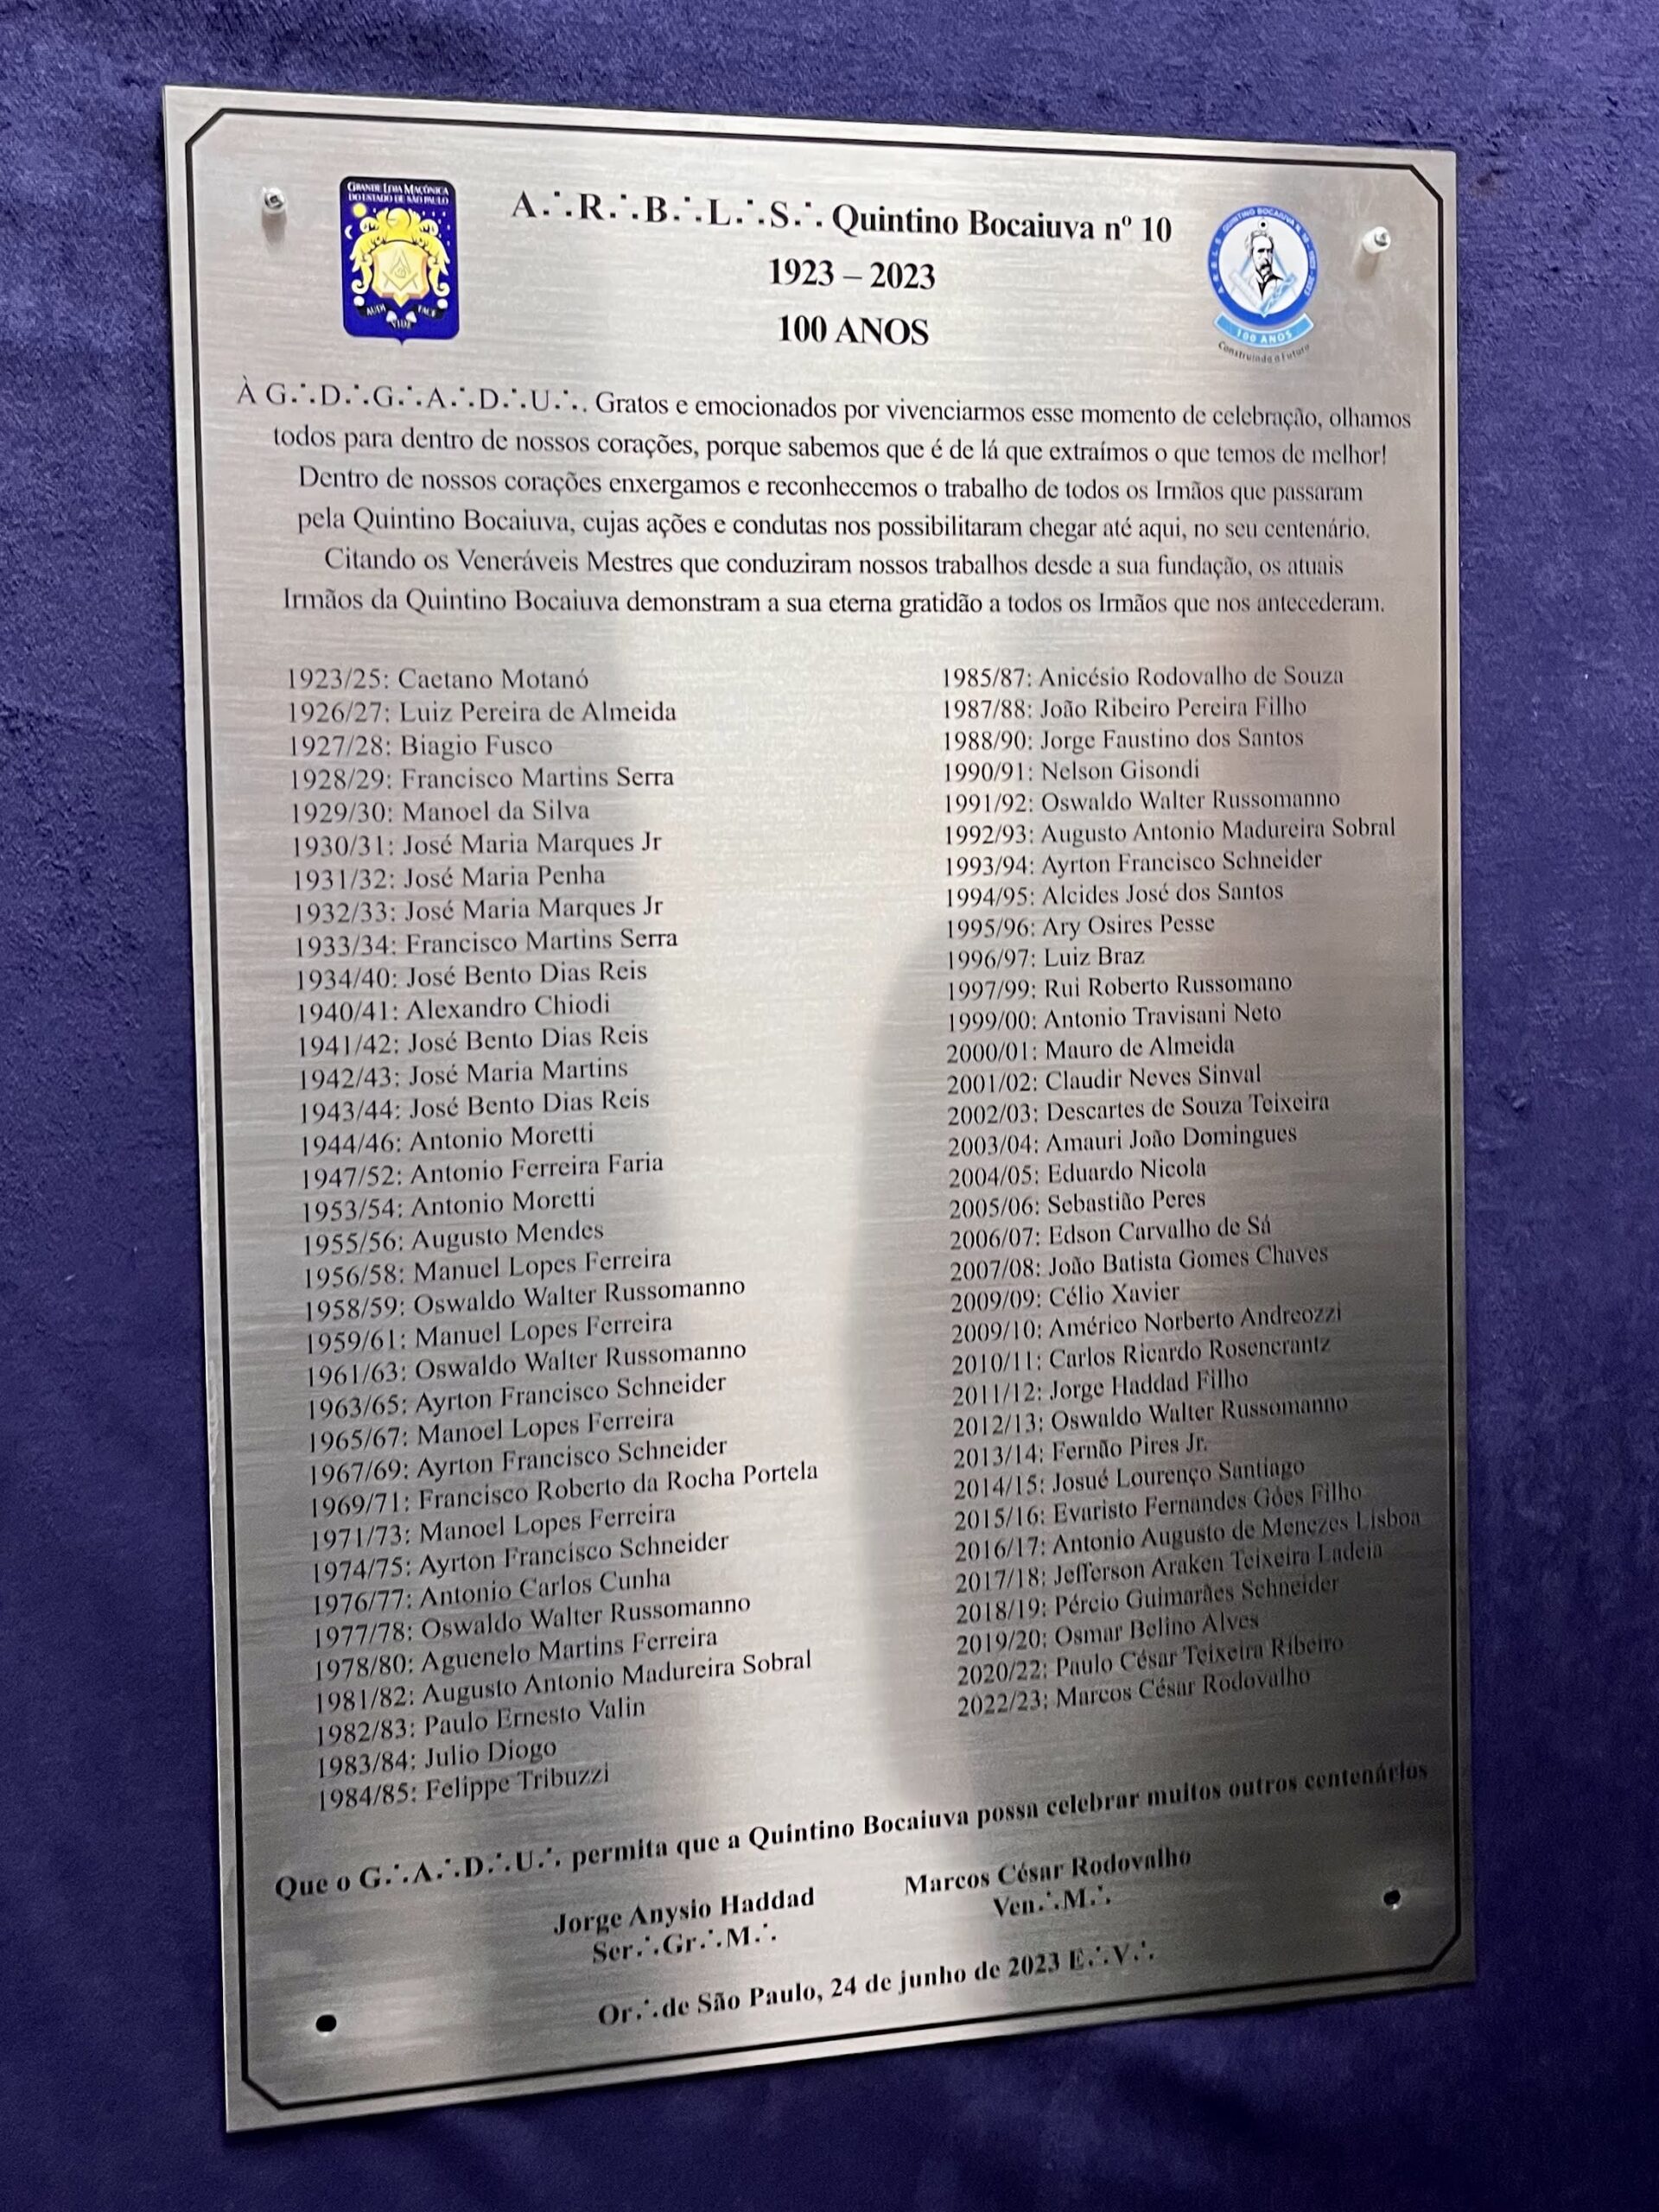 GRANDE LOJA MAÇÔNICA
DO ESTADO DE SÃO PAULO
AUDI VIDE TACE
A∴R∴B∴L∴S∴ Quintino Bocaiuva nº 10
1923 – 2023
100 ANOS
A R B L S QUINTINO BOCAIUVA N. 10 - 1923 - 2023
100 ANOS
Construindo o Futuro
À G∴D∴G∴A∴D∴U∴. Gratos e emocionados por vivenciarmos esse momento de celebração, olhamos
todos para dentro de nossos corações, porque sabemos que é de lá que extraímos o que temos de melhor!
Dentro de nossos corações enxergamos e reconhecemos o trabalho de todos os Irmãos que passaram
pela Quintino Bocaiuva, cujas ações e condutas nos possibilitaram chegar até aqui, no seu centenário.
Citando os Veneráveis Mestres que conduziram nossos trabalhos desde a sua fundação, os atuais
Irmãos da Quintino Bocaiuva demonstram a sua eterna gratidão a todos os Irmãos que nos antecederam.
1923/25: Caetano Motanó
1926/27: Luiz Pereira de Almeida
1927/28: Biagio Fusco
1928/29: Francisco Martins Serra
1929/30: Manoel da Silva
1930/31: José Maria Marques Jr
1931/32: José Maria Penha
1932/33: José Maria Marques Jr
1933/34: Francisco Martins Serra
1934/40: José Bento Dias Reis
1940/41: Alexandro Chiodi
1941/42: José Bento Dias Reis
1942/43: José Maria Martins
1943/44: José Bento Dias Reis
1944/46: Antonio Moretti
1947/52: Antonio Ferreira Faria
1953/54: Antonio Moretti
1955/56: Augusto Mendes
1956/58: Manuel Lopes Ferreira
1958/59: Oswaldo Walter Russomanno
1959/61: Manuel Lopes Ferreira
1961/63: Oswaldo Walter Russomanno
1963/65: Ayrton Francisco Schneider
1965/67: Manoel Lopes Ferreira
1967/69: Ayrton Francisco Schneider
1969/71: Francisco Roberto da Rocha Portela
1971/73: Manoel Lopes Ferreira
1974/75: Ayrton Francisco Schneider
1976/77: Antonio Carlos Cunha
1977/78: Oswaldo Walter Russomanno
1978/80: Aguenelo Martins Ferreira
1981/82: Augusto Antonio Madureira Sobral
1982/83: Paulo Ernesto Valin
1983/84: Julio Diogo
1984/85: Felippe Tribuzzi
1985/87: Anicésio Rodovalho de Souza
1987/88: João Ribeiro Pereira Filho
1988/90: Jorge Faustino dos Santos
1990/91: Nelson Gisondi
1991/92: Oswaldo Walter Russomanno
1992/93: Augusto Antonio Madureira Sobral
1993/94: Ayrton Francisco Schneider
1994/95: Alcides José dos Santos
1995/96: Ary Osires Pesse
1996/97: Luiz Braz
1997/99: Rui Roberto Russomano
1999/00: Antonio Travisani Neto
2000/01: Mauro de Almeida
2001/02: Claudir Neves Sinval
2002/03: Descartes de Souza Teixeira
2003/04: Amauri João Domingues
2004/05: Eduardo Nicola
2005/06: Sebastião Peres
2006/07: Edson Carvalho de Sá
2007/08: João Batista Gomes Chaves
2009/09: Célio Xavier
2009/10: Américo Norberto Andreozzi
2010/11: Carlos Ricardo Rosencrantz
2011/12: Jorge Haddad Filho
2012/13: Oswaldo Walter Russomanno
2013/14: Fernão Pires Jr.
2014/15: Josué Lourenço Santiago
2015/16: Evaristo Fernandes Góes Filho
2016/17: Antonio Augusto de Menezes Lisboa
2017/18: Jefferson Araken Teixeira Ladeia
2018/19: Pércio Guimarães Schneider
2019/20: Osmar Belino Alves
2020/22: Paulo César Teixeira Ribeiro
2022/23: Marcos César Rodovalho
Que o G∴A∴D∴U∴ permita que a Quintino Bocaiuva possa celebrar muitos outros centenários
Jorge Anysio Haddad
Ser∴Gr∴M∴
Marcos César Rodovalho
Ven∴M∴
Or∴de São Paulo, 24 de junho de 2023 E∴V∴